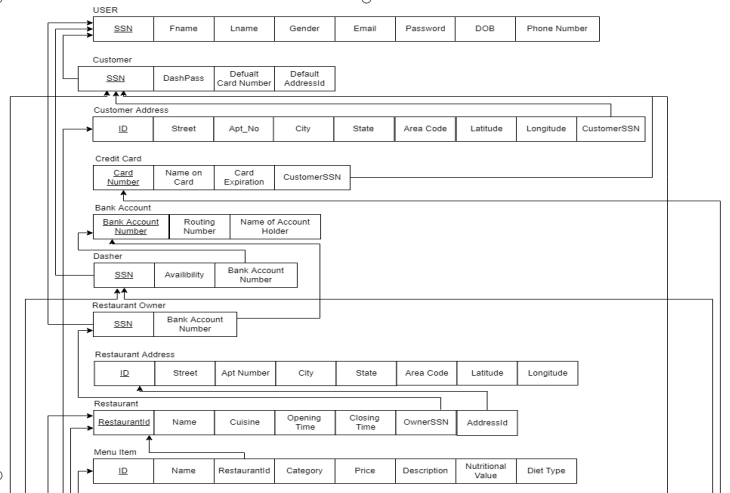 USER
SSN Fname Lname Gender Email Password DOB Phone Number
Customer
SSN DashPass Defualt Card Number Default AddressId
Customer Address
ID Street Apt_No City State Area Code Latitude Longitude CustomerSSN
Credit Card
Card Number Name on Card Card Expiration CustomerSSN
Bank Account
Bank Account Number Routing Number Name of Account Holder
Dasher
SSN Availibility Bank Account Number
Restaurant Owner
SSN Bank Account Number
Restaurant Address
ID Street Apt Number City State Area Code Latitude Longitude
Restaurant
RestaurantId Name Cuisine Opening Time Closing Time OwnerSSN AddressId
Menu Item
ID Name RestaurantId Category Price Description Nutritional Value Diet Type